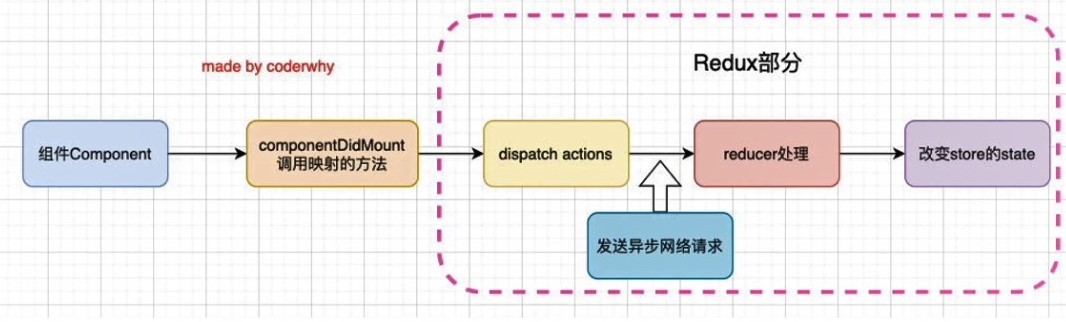 made by coderwhy
Redux部分
组件Component
componentDidMount
调用映射的方法
dispatch actions
reducer处理
改变store的state
发送异步网络请求